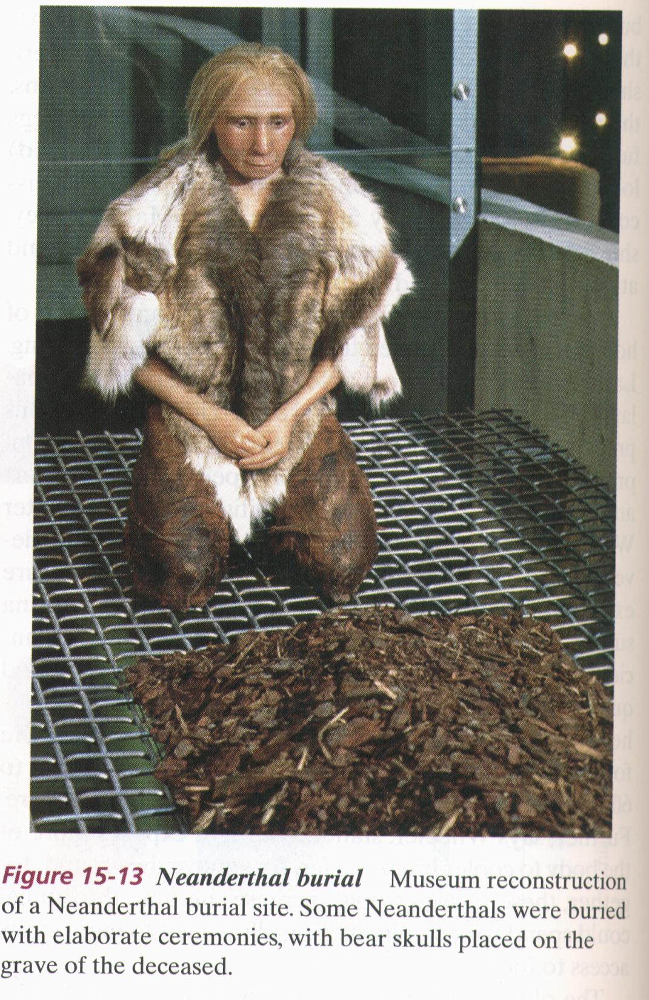 Figure 15-13 Neanderthal burial Museum reconstruction
of a Neanderthal burial site. Some Neanderthals were buried
with elaborate ceremonies, with bear skulls placed on the
grave of the deceased.